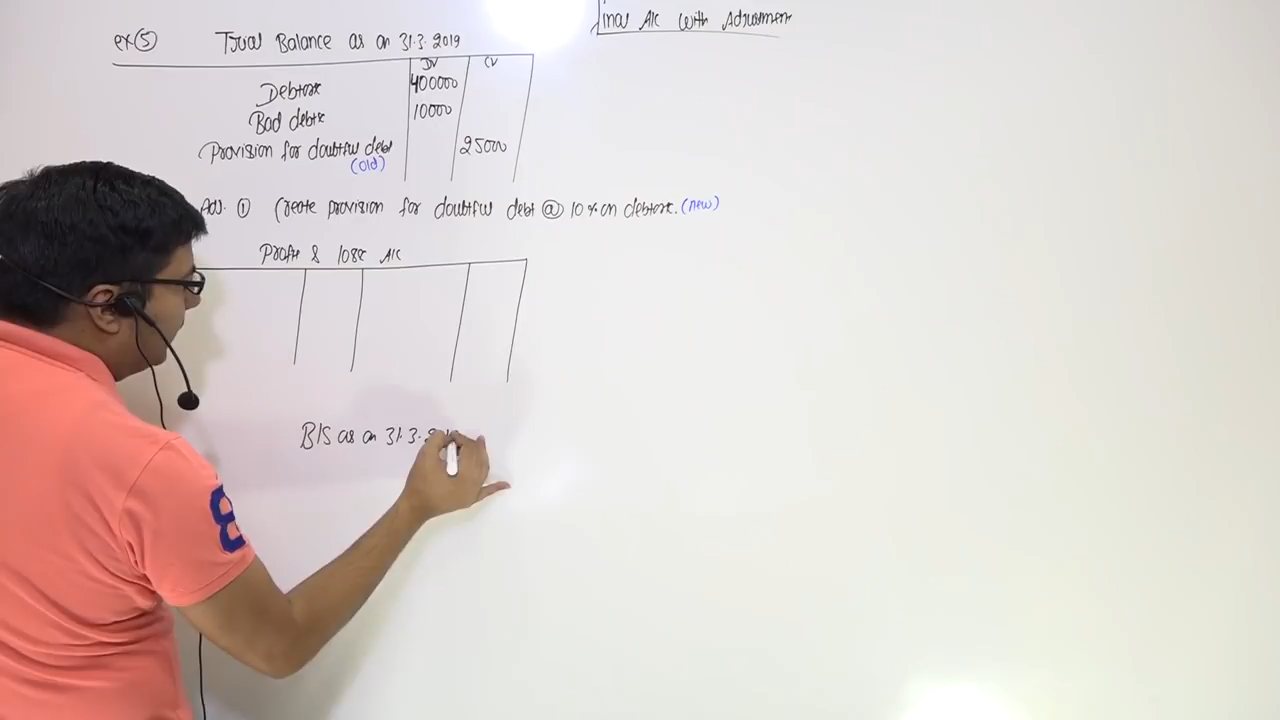 Final A/C with Adjustment
ex ⑤ Trial Balance as on 31.3.2019
Dr Cr
Debtors 400000
Bad debts 10000
Provision for doubtful debt 25000
(Old)
Adj. ① Create provision for doubtful debt @ 10% on debtors. (new)
Profit & loss A/C
B/S as on 31.3.
8